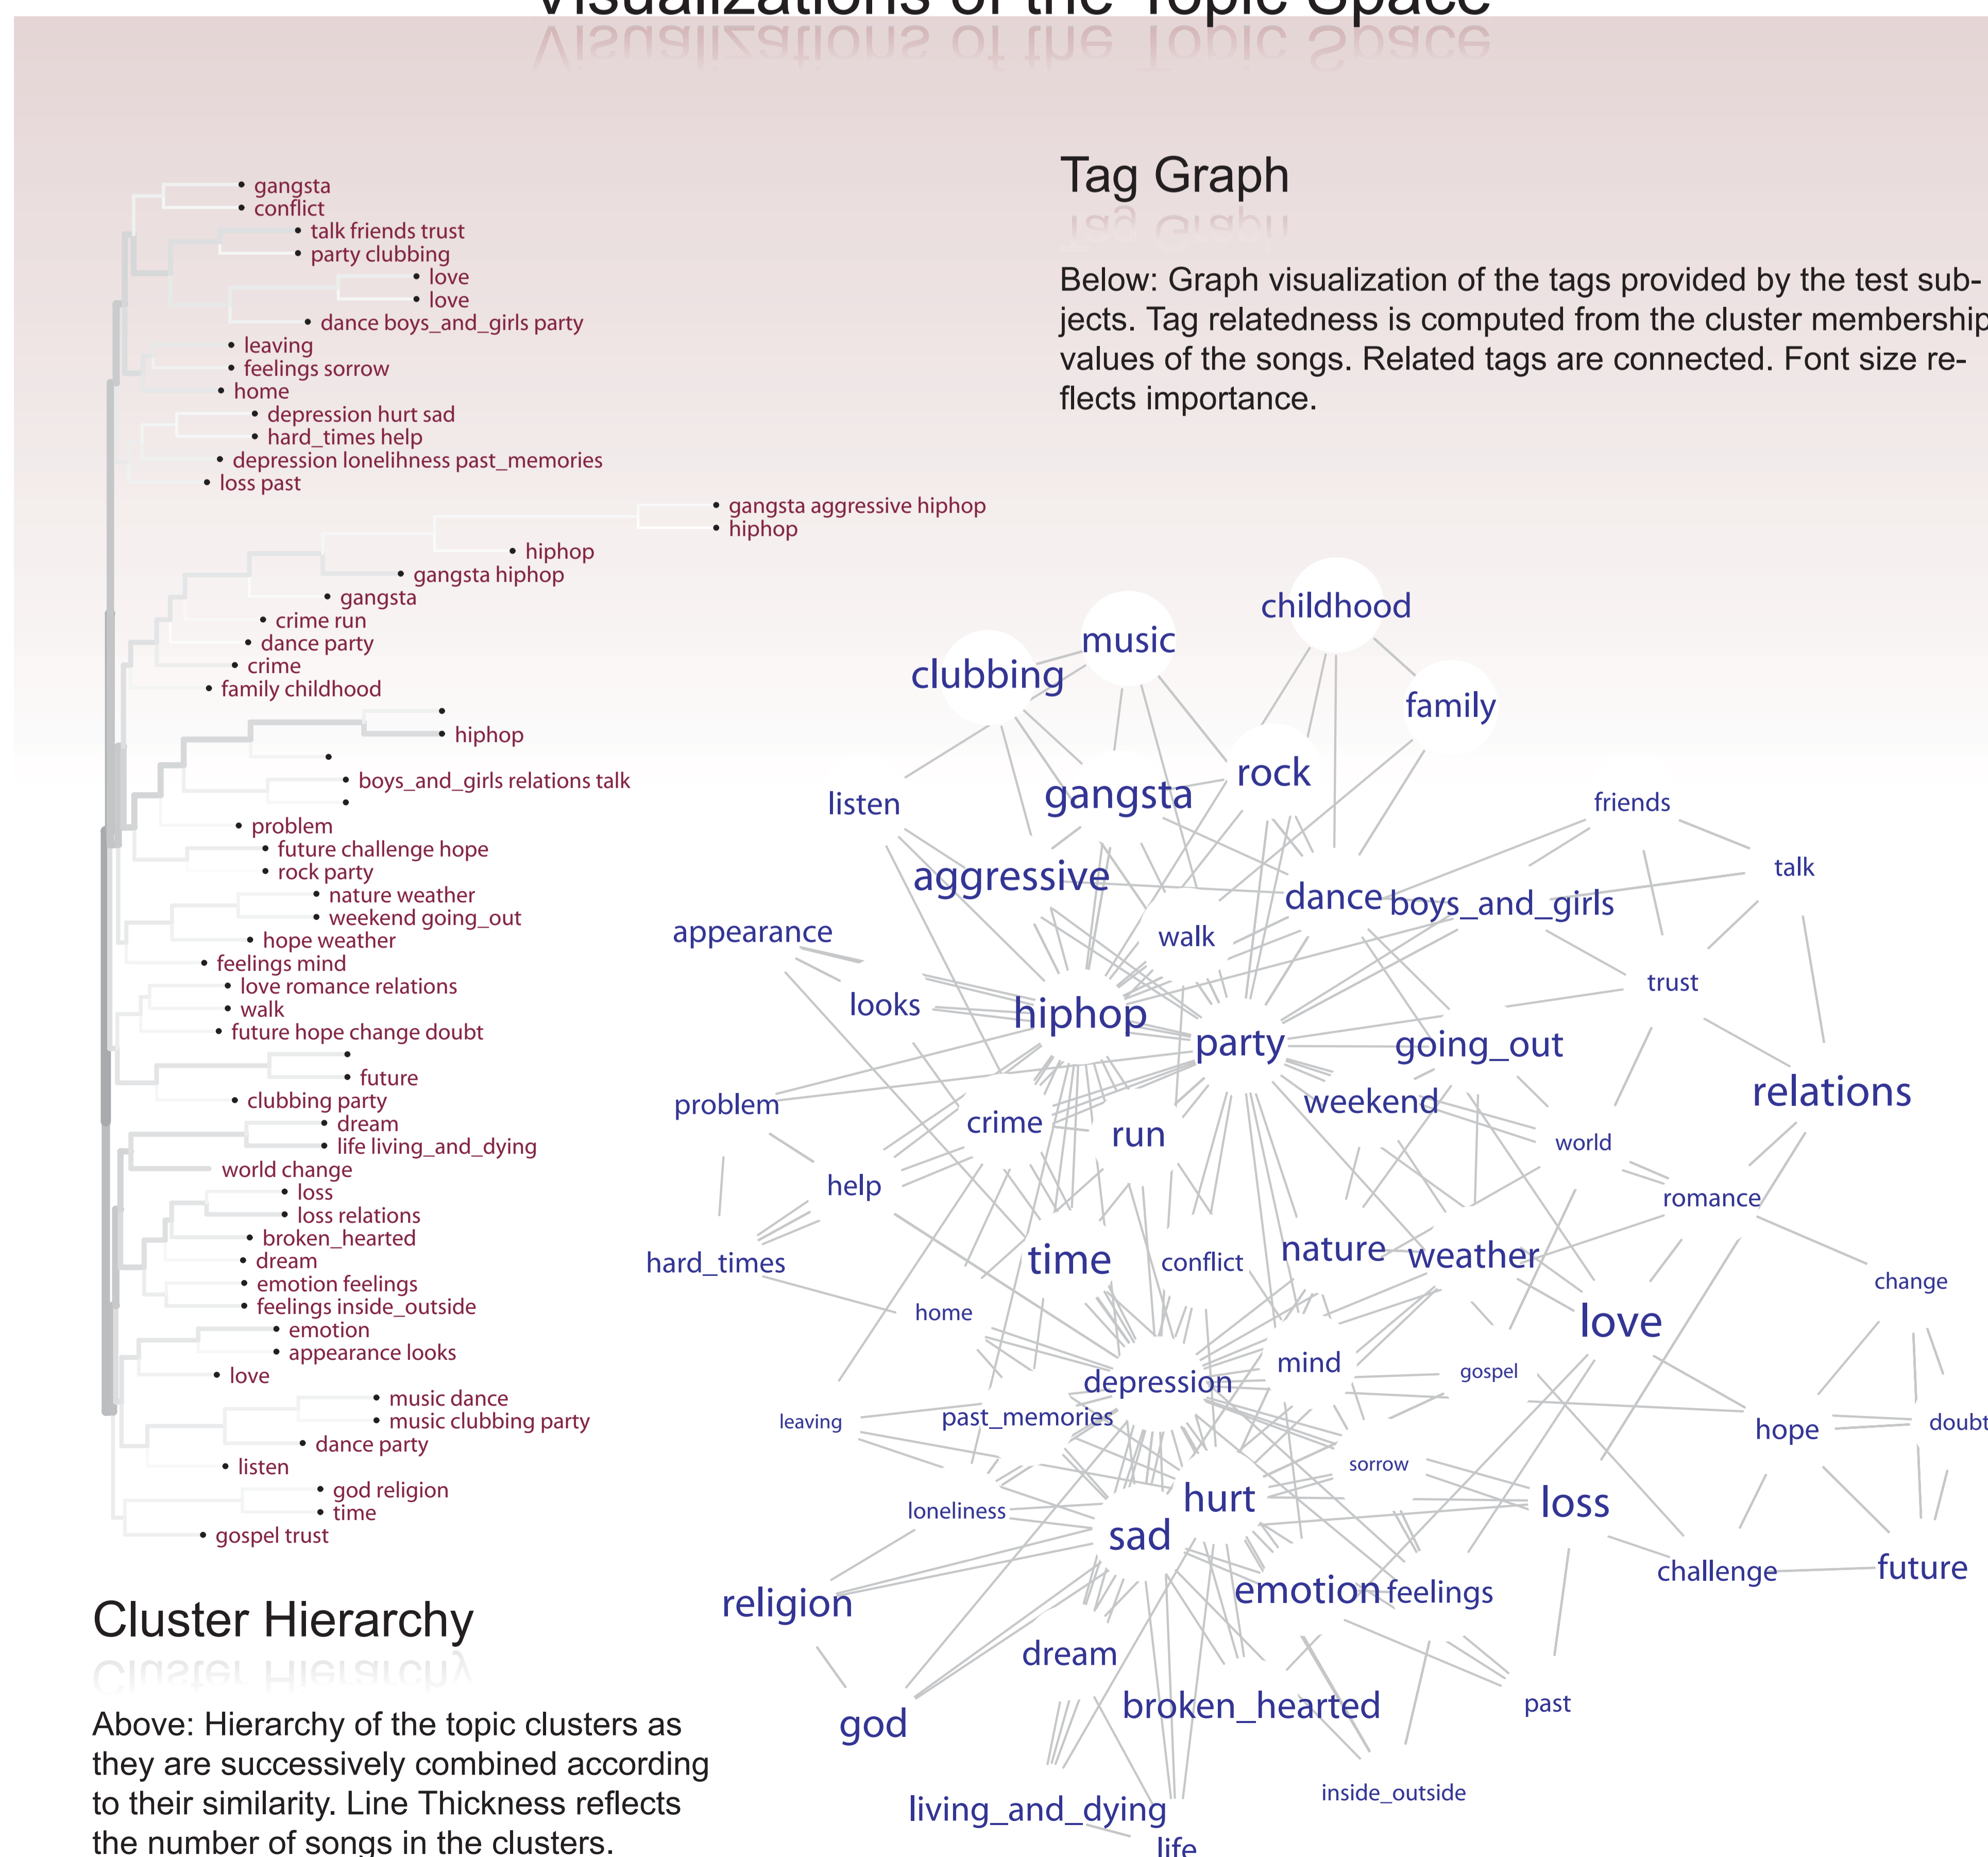 Visualizations of the Topic Space
gangsta
conflict
talk friends trust
party clubbing
love
love
dance boys_and_girls party
leaving
feelings sorrow
home
depression hurt sad
hard_times help
depression lonelihness past_memories
loss past
gangsta aggressive hiphop
hiphop
hiphop
gangsta hiphop
gangsta
crime run
dance party
crime
family childhood
hiphop
boys_and_girls relations talk
problem
future challenge hope
rock party
nature weather
weekend going_out
hope weather
feelings mind
love romance relations
walk
future hope change doubt
future
clubbing party
dream
life living_and_dying
world change
loss
loss relations
broken_hearted
dream
emotion feelings
feelings inside_outside
emotion
appearance looks
love
music dance
music clubbing party
dance party
listen
god religion
time
gospel trust
Cluster Hierarchy
Above: Hierarchy of the topic clusters as
they are successively combined according
to their similarity. Line Thickness reflects
the number of songs in the clusters.
Tag Graph
Below: Graph visualization of the tags provided by the test sub-
jects. Tag relatedness is computed from the cluster membership
values of the songs. Related tags are connected. Font size re-
flects importance.
childhood
music
clubbing
family
rock
gangsta
listen
friends
talk
aggressive
dance
boys_and_girls
appearance
walk
trust
looks
hiphop
party
going_out
relations
weekend
problem
crime
run
world
help
romance
time
conflict
nature
weather
hard_times
change
home
love
mind
depression
gospel
past_memories
leaving
hope
doubt
sorrow
hurt
loss
loneliness
sad
challenge
future
emotion
feelings
religion
dream
broken_hearted
past
god
inside_outside
living_and_dying
life